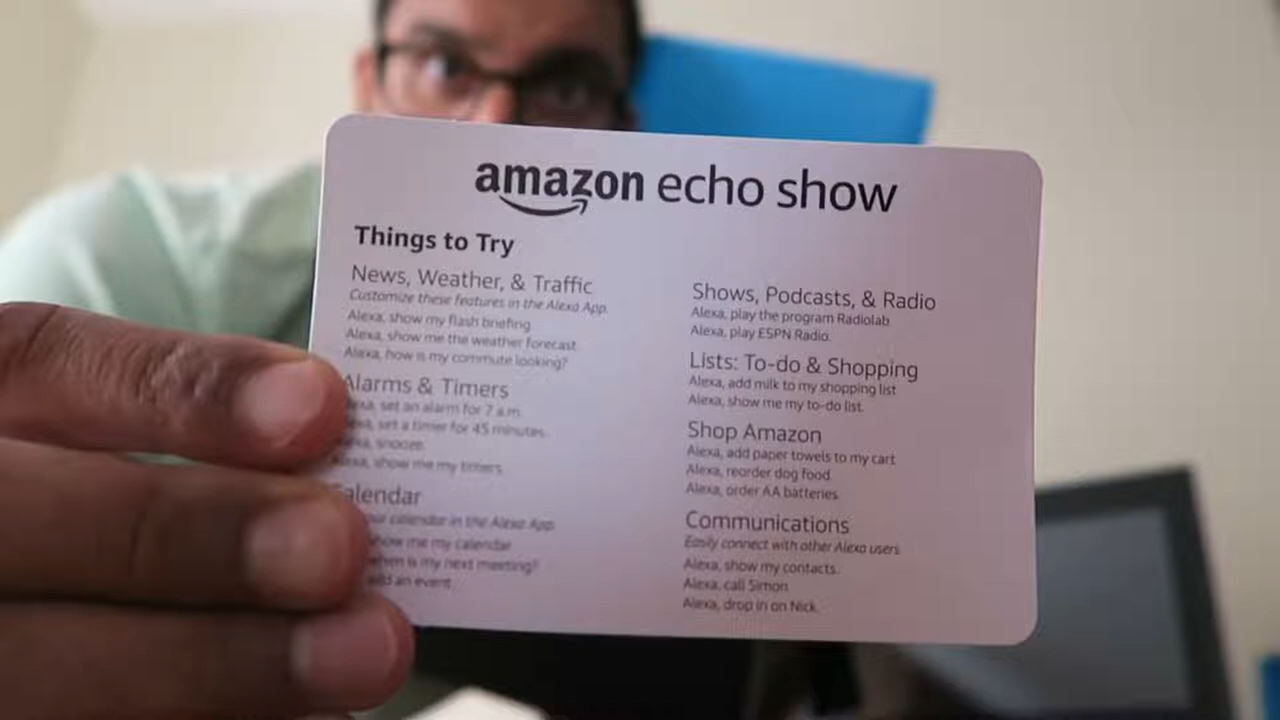 amazon echo show
Things to Try
News, Weather, & Traffic
Customize these features in the Alexa App.
Alexa, show my flash briefing.
Alexa, show me the weather forecast.
Alexa, how is my commute looking?
Alarms & Timers
set an alarm for 7 a.m.
set a timer for 45 minutes.
snooze.
show me my timers.
Calendar
calendar in the Alexa App.
show me my calendar.
when is my next meeting?
add an event.
Shows, Podcasts, & Radio
Alexa, play the program Radiolab.
Alexa, play ESPN Radio.
Lists: To-do & Shopping
Alexa, add milk to my shopping list
Alexa, show me my to-do list.
Shop Amazon
Alexa, add paper towels to my cart
Alexa, reorder dog food.
Alexa, order AA batteries.
Communications
Easily connect with other Alexa users.
Alexa, show my contacts.
Alexa, call Simon.
Alexa, drop in on Nick.